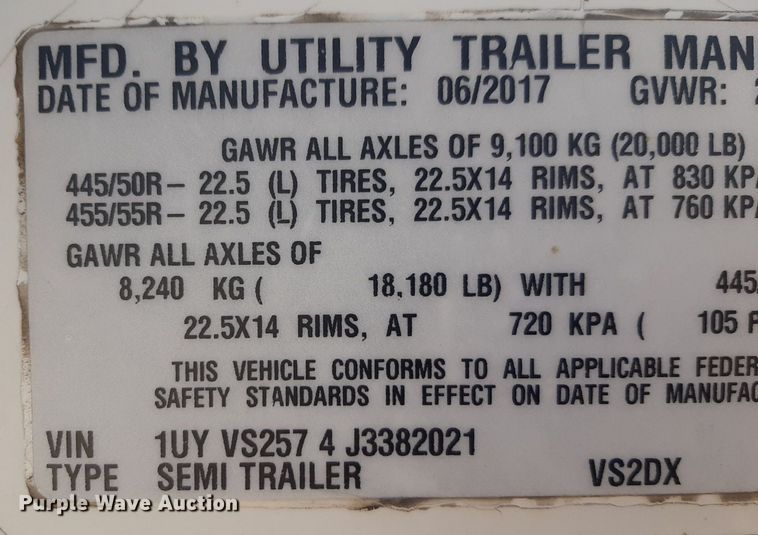 MFD. BY UTILITY TRAILER MAN
DATE OF MANUFACTURE: 06/2017 GVWR:
GAWR ALL AXLES OF 9,100 KG (20,000 LB)
445/50R- 22.5 (L) TIRES, 22.5X14 RIMS, AT 830 KPA
455/55R- 22.5 (L) TIRES, 22.5X14 RIMS, AT 760 KPA
GAWR ALL AXLES OF
8,240 KG ( 18,180 LB) WITH 445/
22.5X14 RIMS, AT 720 KPA ( 105 P
THIS VEHICLE CONFORMS TO ALL APPLICABLE FEDER
SAFETY STANDARDS IN EFFECT ON DATE OF MANUFAC
VIN 1UY VS257 4 J3382021
TYPE SEMI TRAILER VS2DX
Purple Wave Auction